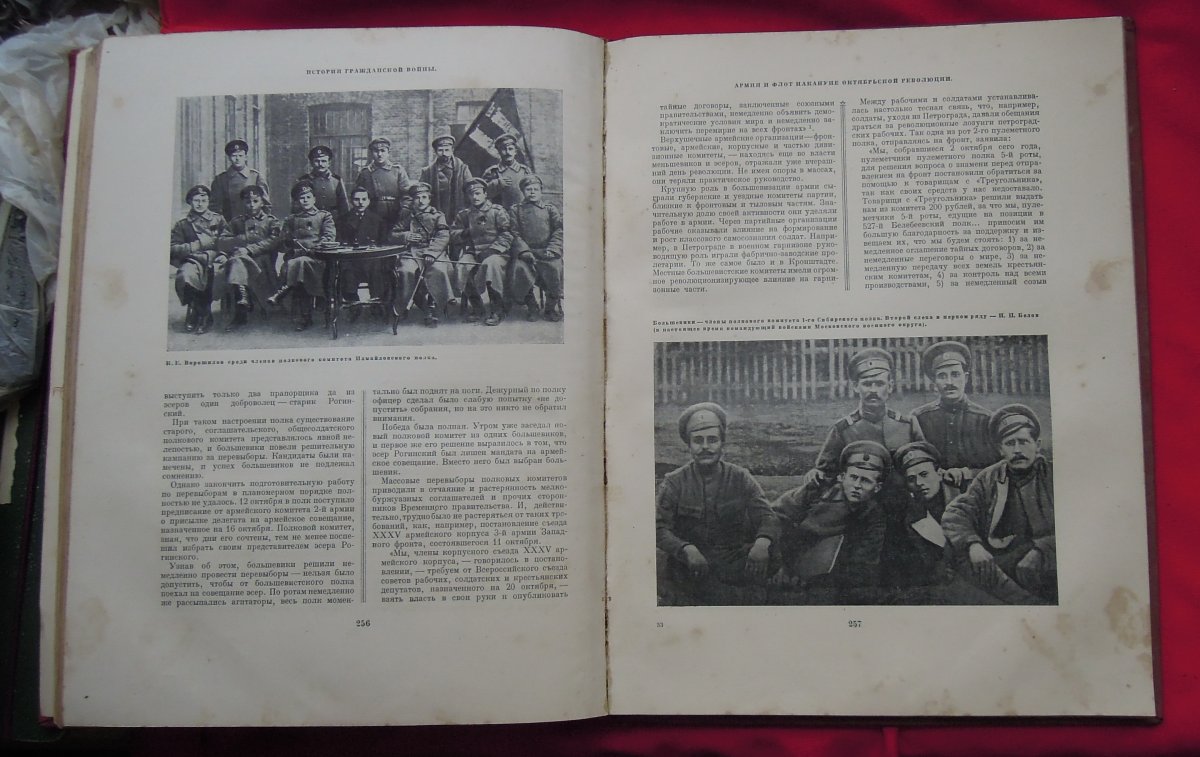 ИСТОРИЯ ГРАЖДАНСКОЙ ВОЙНЫ.
К. Е. Ворошилов среди членов полкового комитета Измайловского полка.
выступить только два прапорщика да из
эсеров один доброволец — старик Рогин-
ский.
При таком настроении полка существование
старого, соглашательского, общесолдатского
полкового комитета представлялось явной не-
лепостью, и большевики повели решительную
кампанию за перевыборы. Кандидаты были на-
мечены, и успех большевиков не подлежал
сомнению.
Однако закончить подготовительную работу
по перевыборам в планомерном порядке пол-
ностью не удалось. 12 октября в полк поступило
предписание от армейского комитета 2-й армии
о присылке делегата на армейское совещание,
назначенное на 16 октября. Полковой комитет,
зная, что дни его сочтены, тем не менее поспе-
шил избрать своим представителем эсера Ро-
гинского.
Узнав об этом, большевики решили не-
медленно провести перевыборы — нельзя было
допустить, чтобы от большевистского полка
поехал на совещание эсер. По ротам немедленно
же рассыпались агитаторы, весь полк момен-
тально был поднят на ноги. Дежурный по полку
офицер сделал было слабую попытку «не до-
пустить» собрания, но на это никто не обратил
внимания.
Победа была полная. Утром уже заседал но-
вый полковой комитет из одних большевиков,
и первое же его решение выразилось в том, что
эсер Рогинский был лишен мандата на армей-
ское совещание. Вместо него был выбран боль-
шевик.
Массовые перевыборы полковых комитетов
приводили в отчаяние и растерянность мелко-
буржуазных соглашателей и прочих сторон-
ников Временного правительства. И, действи-
тельно, трудно было не растеряться от таких тре-
бований, как, например, постановление съезда
XXXV армейского корпуса 3-й армии Запад-
ного фронта, состоявшегося 11 октября.
«Мы, члены корпусного съезда XXXV ар-
мейского корпуса, — говорилось в постано-
влении, — требуем от Всероссийского съезда
советов рабочих, солдатских и крестьянских
депутатов, назначенного на 20 октября, —
взять власть в свои руки и опубликовать
256
АРМИЯ И ФЛОТ НАКАНУНЕ ОКТЯБРЬСКОЙ РЕВОЛЮЦИИ.
тайные договоры, заключенные союзными
правительствами, немедленно объявить демо-
кратические условия мира и немедленно за-
ключить перемирие на всех фронтах»
Верхушечные армейские организации — фрон-
товые, армейские, корпусные и частью диви-
зионные комитеты, — находясь еще во власти
меньшевиков и эсеров, отражали уже вчераш-
ний день революции. Не имея опоры в массах,
они теряли практическое руководство.
Крупную роль в большевизации армии сы-
грали губернские и уездные комитеты партии,
близкие к фронтовым и тыловым частям. Зна-
чительную долю своей активности они уделяли
работе в армии. Через партийные организации
рабочие оказывали влияние на формирование
и рост классового самосознания солдат. Напри-
мер, в Петрограде в военном гарнизоне руко-
водящую роль играли фабрично-заводские про-
летарии. То же самое было и в Кронштадте.
Местные большевистские комитеты имели огром-
ное революционизирующее влияние на гарни-
зонные части.
Между рабочими и солдатами устанавлива-
лась настолько тесная связь, что, например,
солдаты, уходя из Петрограда, давали обещания
драться за революционные лозунги петроград-
ских рабочих. Так одна из рот 2-го пулеметного
полка, отправляясь на фронт, заявила:
«Мы, собравшиеся 2 октября сего года,
пулеметчики пулеметного полка 5-й роты,
для решения вопроса о знамени перед отпра-
влением на фронт постановили обратиться за
помощью к товарищам с «Треугольника»,
так как своих средств у нас недоставало.
Товарищи с «Треугольника» решили выдать
нам из комитета 200 рублей, за что мы, пуле-
метчики 5-й роты, едущие на позиции в
527-й Белебеевский полк... приносим им
большую благодарность за поддержку и из-
вещаем их, что мы будем стоять: 1) за не-
медленное оглашение тайных договоров, 2) за
немедленные переговоры о мире, 3) за не-
медленную передачу всех земель крестьян-
ским комитетам, 4) за контроль над всеми
производствами, 5) за немедленный созыв
Большевики — члены полкового комитета 1-го Сибирского полка. Второй слева в первом ряду — И. П. Белов
(в настоящее время командующий войсками Московского военного округа).
33
257